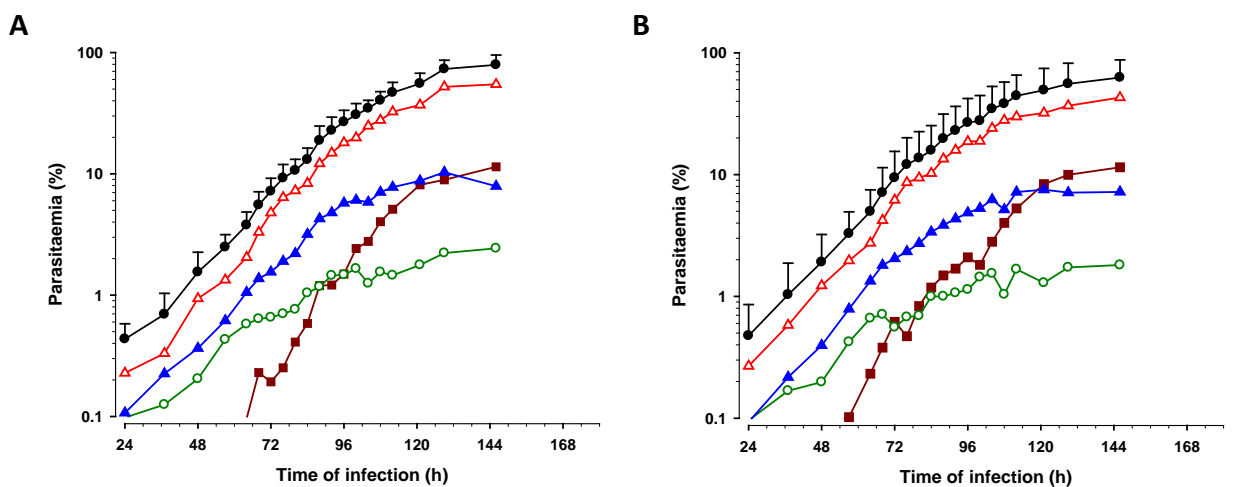 A
B
100
10
1
0.1
Parasitaemia (%)
24 48 72 96 120 144 168
Time of infection (h)
100
10
1
0.1
Parasitaemia (%)
24 48 72 96 120 144 168
Time of infection (h)